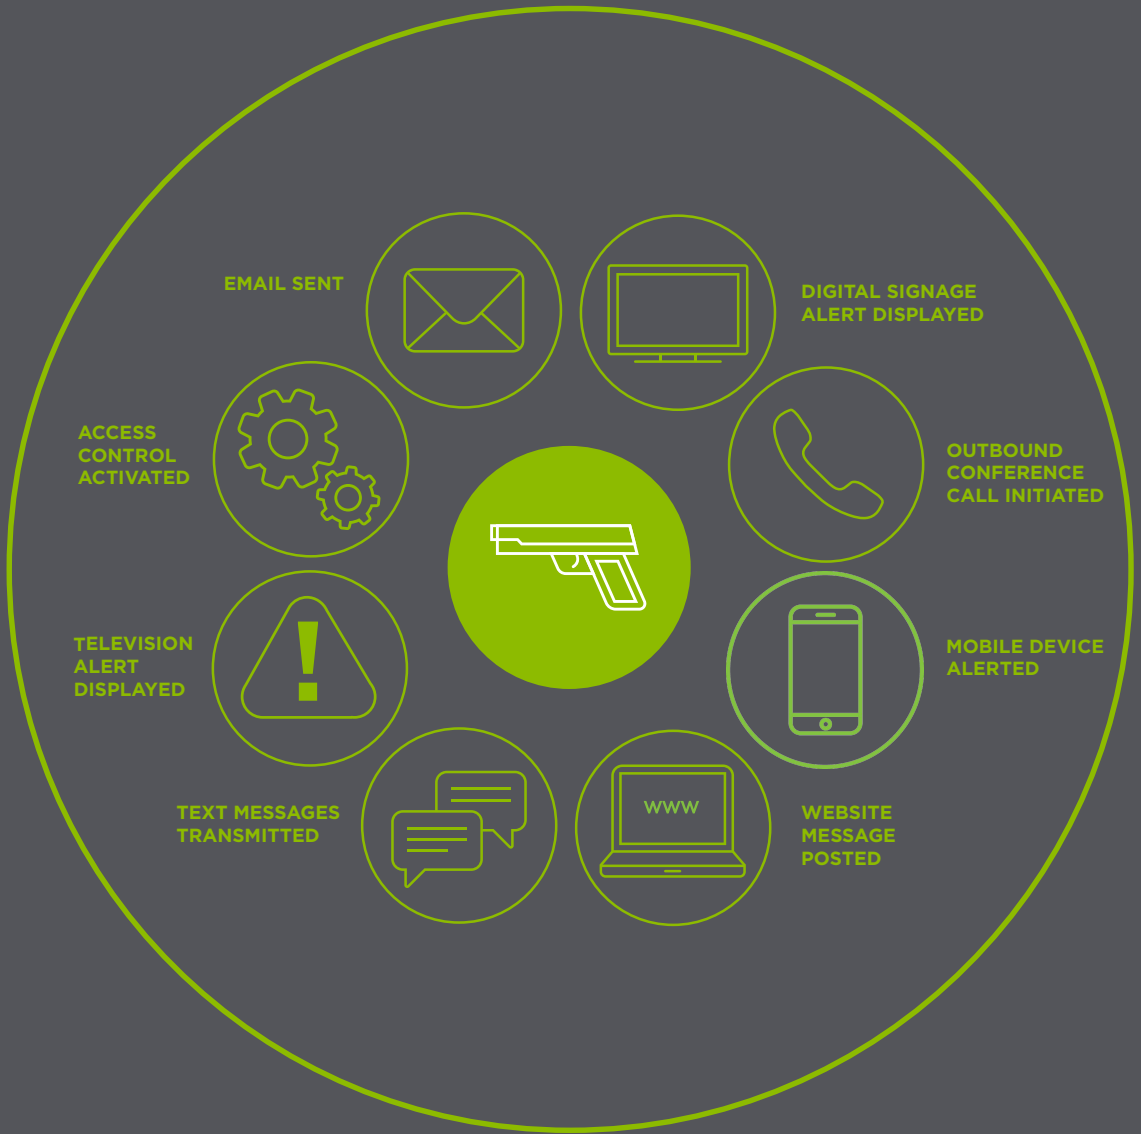 EMAIL SENT
DIGITAL SIGNAGE
ALERT DISPLAYED
ACCESS
CONTROL
ACTIVATED
OUTBOUND
CONFERENCE
CALL INITIATED
TELEVISION
ALERT
DISPLAYED
MOBILE DEVICE
ALERTED
TEXT MESSAGES
TRANSMITTED
WWW
WEBSITE
MESSAGE
POSTED